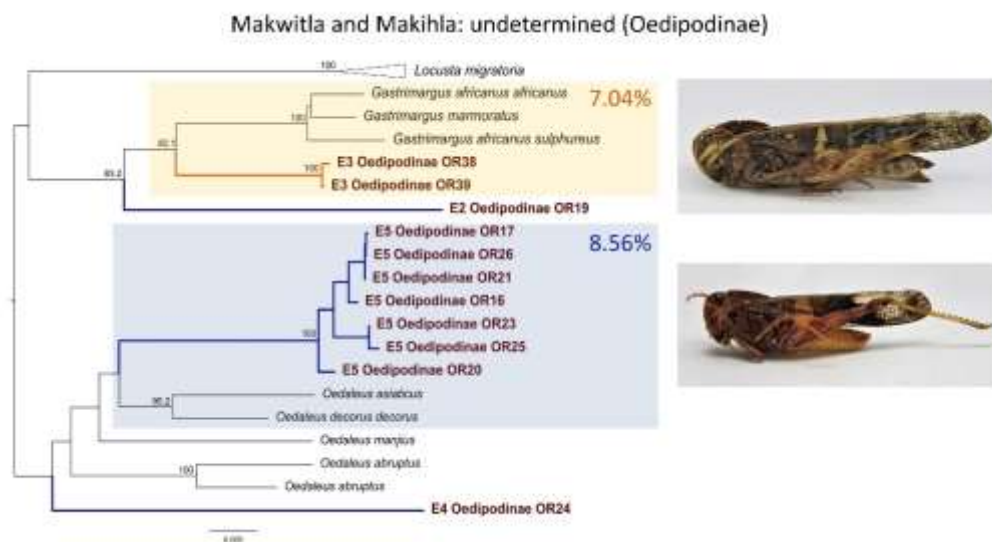 Makwitla and Makihla: undetermined (Oedipodinae)
100
Locusta migratoria
Gastrimargus africanus africanus
7.04%
Gastrimargus marmoratus
100
Gastrimargus africanus sulphureus
E3 Oedipodinae OR38
100
E3 Oedipodinae OR39
E2 Oedipodinae OR19
E5 Oedipodinae OR17
8.56%
E5 Oedipodinae OR26
E5 Oedipodinae OR21
E5 Oedipodinae OR16
E5 Oedipodinae OR23
100
E5 Oedipodinae OR25
E5 Oedipodinae OR20
Oedaleus asiaticus
95.2
Oedaleus decorus decorus
Oedaleus manjius
Oedaleus abruptus
100
Oedaleus abruptus
E4 Oedipodinae OR24